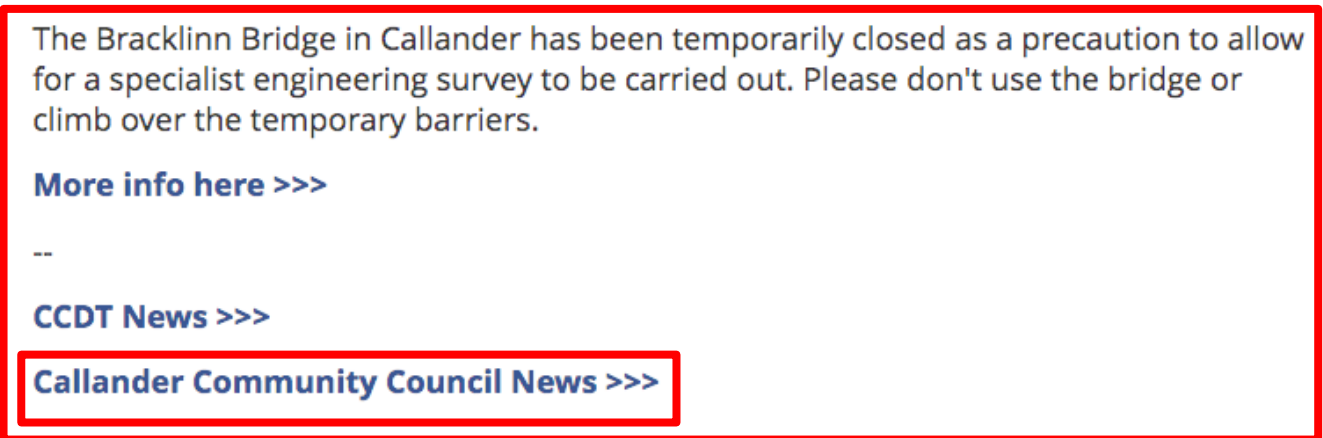 The Bracklinn Bridge in Callander has been temporarily closed as a precaution to allow
for a specialist engineering survey to be carried out. Please don't use the bridge or
climb over the temporary barriers.
More info here >>>
--
CCDT News >>>
Callander Community Council News >>>